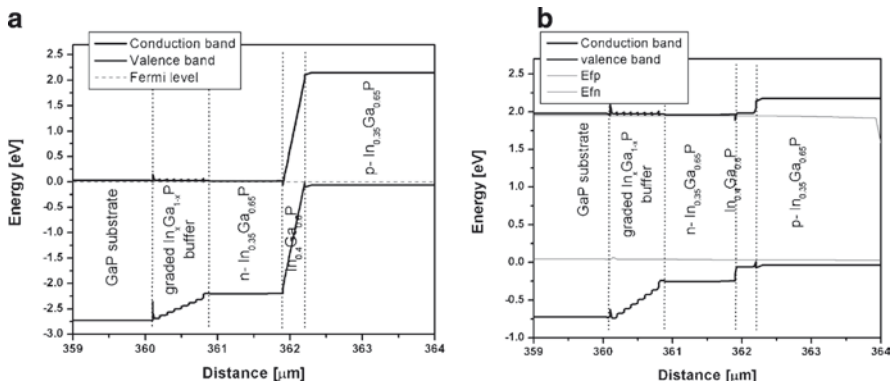 a
Conduction band
Valence band
Fermi level
2.5
2.0
1.5
1.0
0.5
0.0
-0.5
-1.0
-1.5
-2.0
-2.5
-3.0
Energy [eV]
GaP substrate
graded InxGa1-xP
buffer
n- In0.35Ga0.65P
In0.4Ga0.6P
p- In0.35Ga0.65P
359
360
361
362
363
364
Distance [μm]
b
Conduction band
valence band
Efp
Efn
2.5
2.0
1.5
1.0
0.5
0.0
-0.5
-1.0
Energy [eV]
GaP substrate
graded InxGa1-xP
buffer
n- In0.35Ga0.65P
In0.4Ga0.6P
p- In0.35Ga0.65P
359
360
361
362
363
364
Distance [μm]